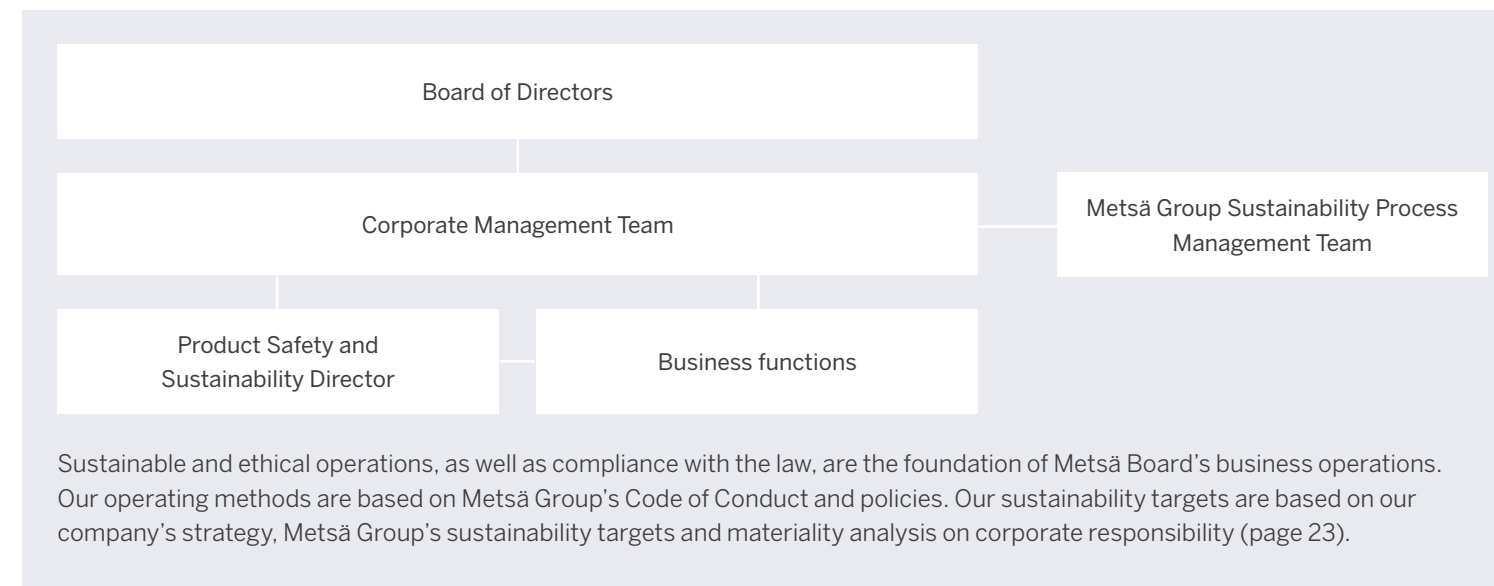 Board of Directors
Corporate Management Team
Metsä Group Sustainability Process
Management Team
Product Safety and
Sustainability Director
Business functions
Sustainable and ethical operations, as well as compliance with the law, are the foundation of Metsä Board’s business operations.
Our operating methods are based on Metsä Group’s Code of Conduct and policies. Our sustainability targets are based on our
company’s strategy, Metsä Group’s sustainability targets and materiality analysis on corporate responsibility (page 23).